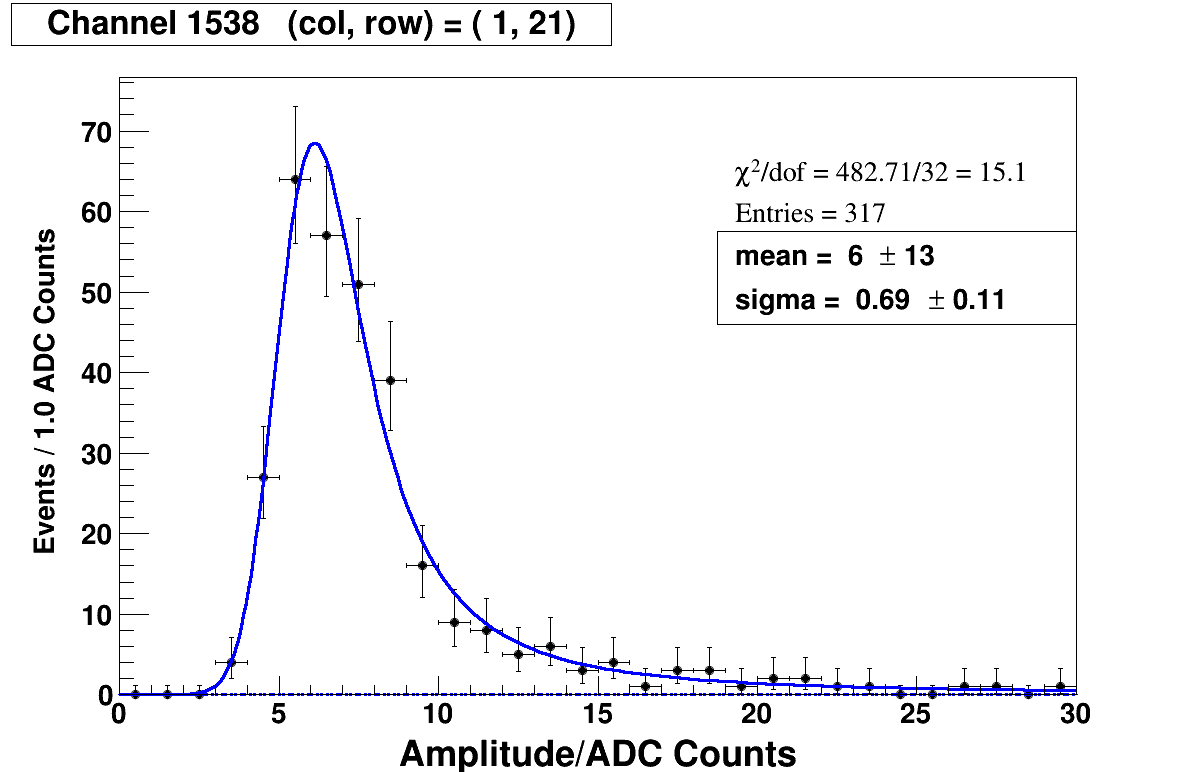 Channel 1538 (col, row) = ( 1, 21)
70
60
50
40
30
20
10
0
Events / 1.0 ADC Counts
χ²/dof = 482.71/32 = 15.1
Entries = 317
mean = 6 ± 13
sigma = 0.69 ± 0.11
0 5 10 15 20 25 30
Amplitude/ADC Counts